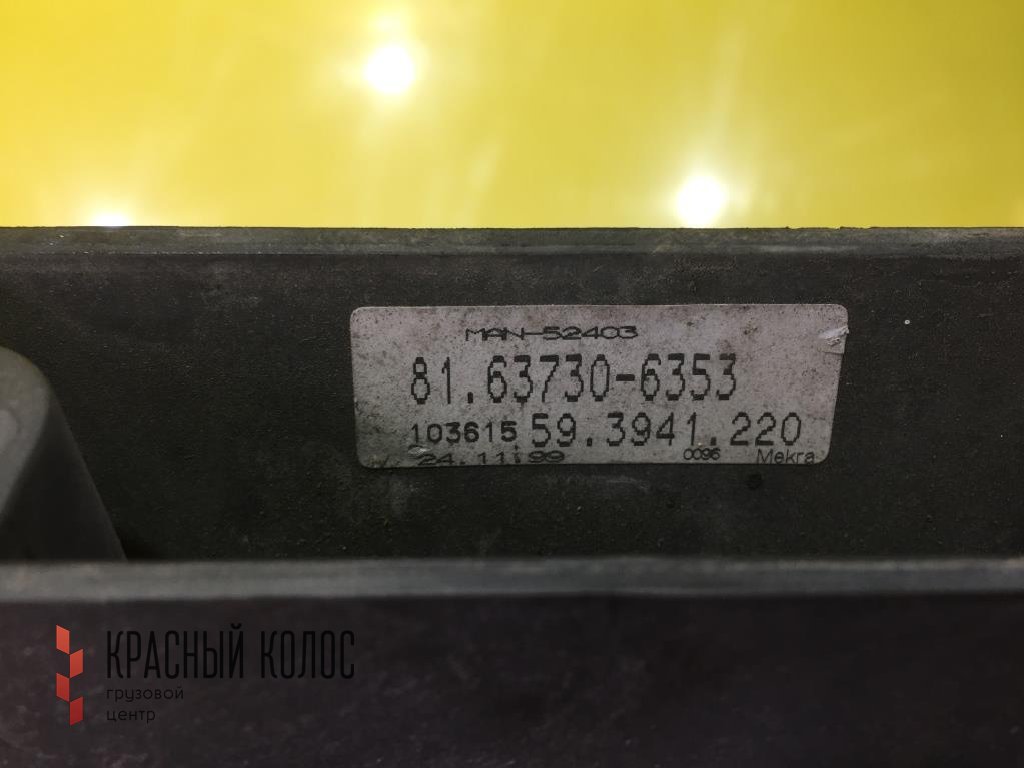 MAN-52403
81.63730-6353
103615 59.3941.220
24.11.99 0096 Mekra
КРАСНЫЙ КОЛОС
грузовой
центр